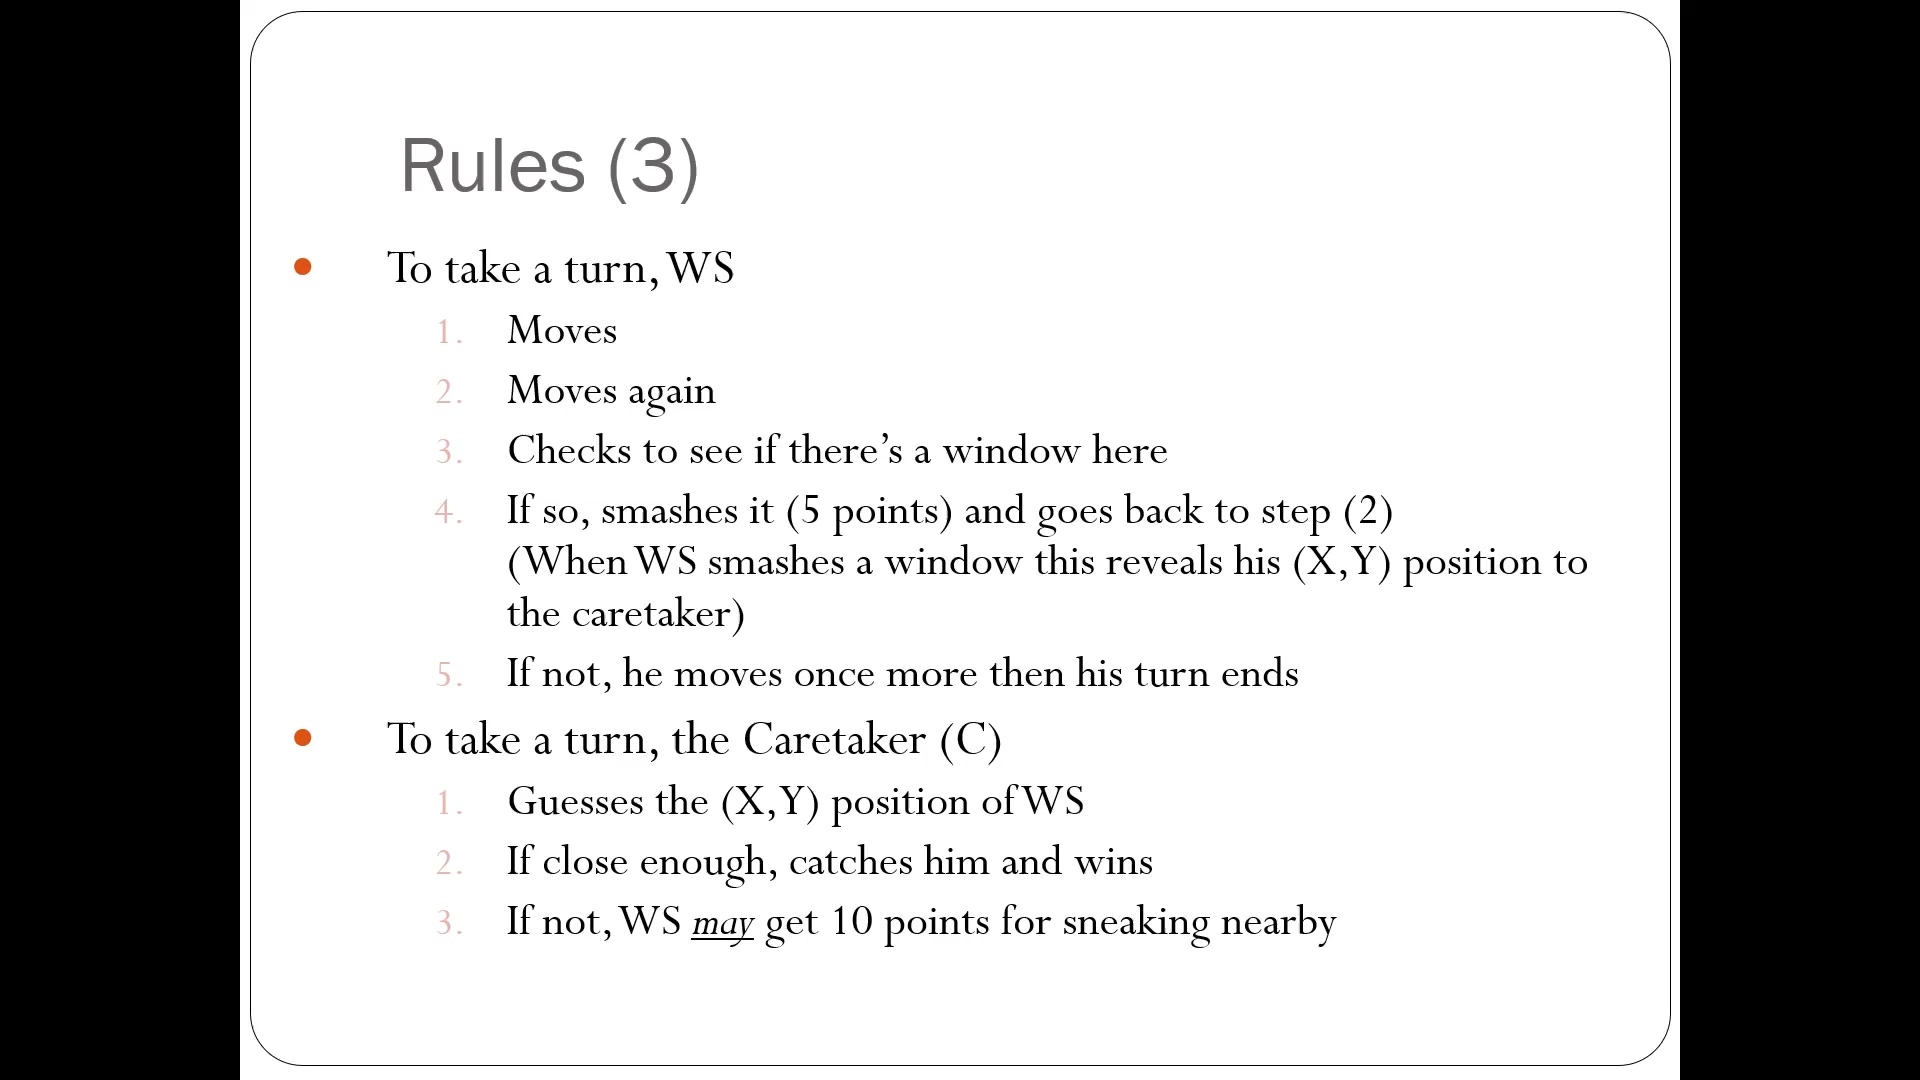 Rules (3)
• To take a turn, WS
1. Moves
2. Moves again
3. Checks to see if there’s a window here
4. If so, smashes it (5 points) and goes back to step (2)
(When WS smashes a window this reveals his (X,Y) position to
the caretaker)
5. If not, he moves once more then his turn ends
• To take a turn, the Caretaker (C)
1. Guesses the (X,Y) position of WS
2. If close enough, catches him and wins
3. If not, WS may get 10 points for sneaking nearby